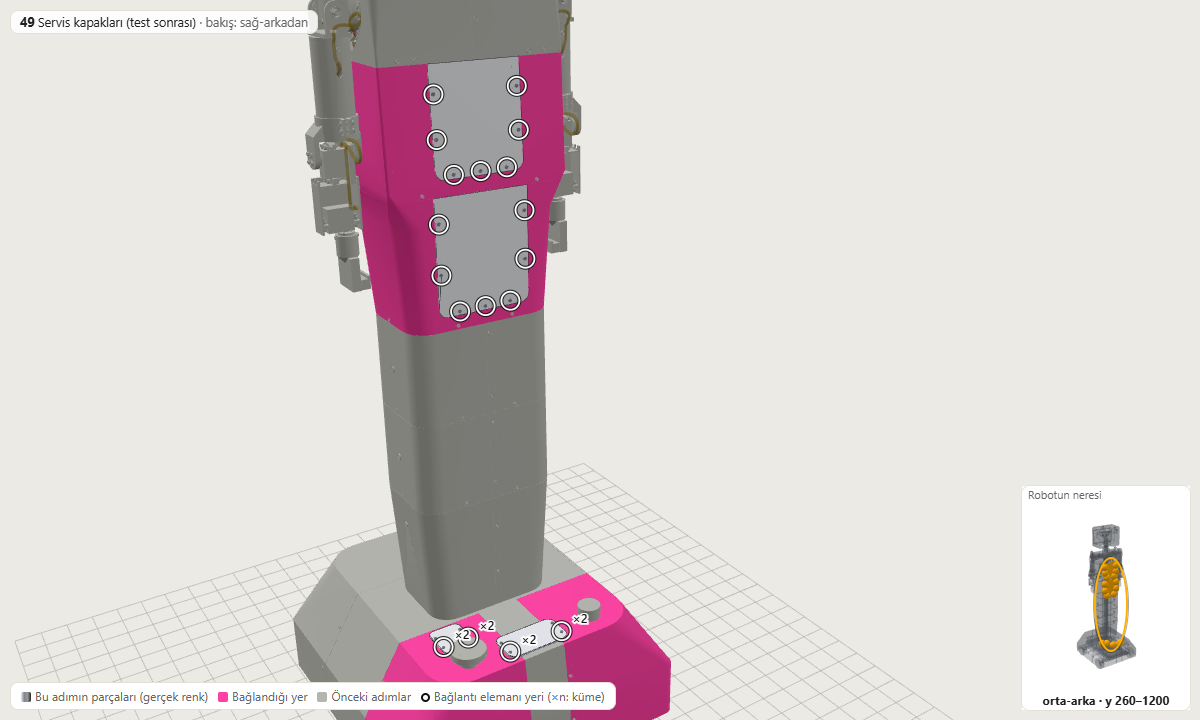 49 Servis kapakları (test sonrası) · bakış: sağ-arkadan
×2
×2
×2
×2
Robotun neresi
orta-arka · y 260–1200
Bu adımın parçaları (gerçek renk)
Bağlandığı yer
Önceki adımlar
Bağlantı elemanı yeri (×n: küme)